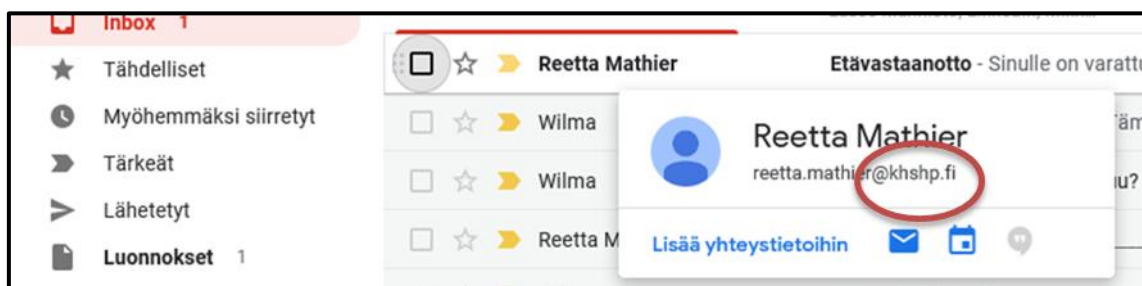 Inbox 1
Tähdelliset
Myöhemmäksi siirretyt
Tärkeät
Lähetetyt
Luonnokset 1
Reetta Mathier Etävastaanotto - Sinulle on varattu
Wilma
Wilma
Reetta M
Reetta Mathier
reetta.mathier@khshp.fi
Lisää yhteystietoihin
uu?